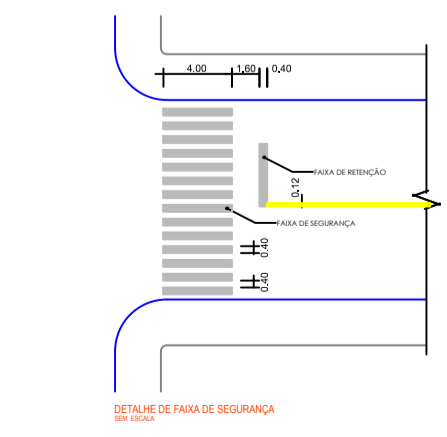 4.00 1.60 0.40
FAIXA DE RETENÇÃO
0.12
FAIXA DE SEGURANÇA
0.40
0.40
DETALHE DE FAIXA DE SEGURANÇA
SEM ESCALA